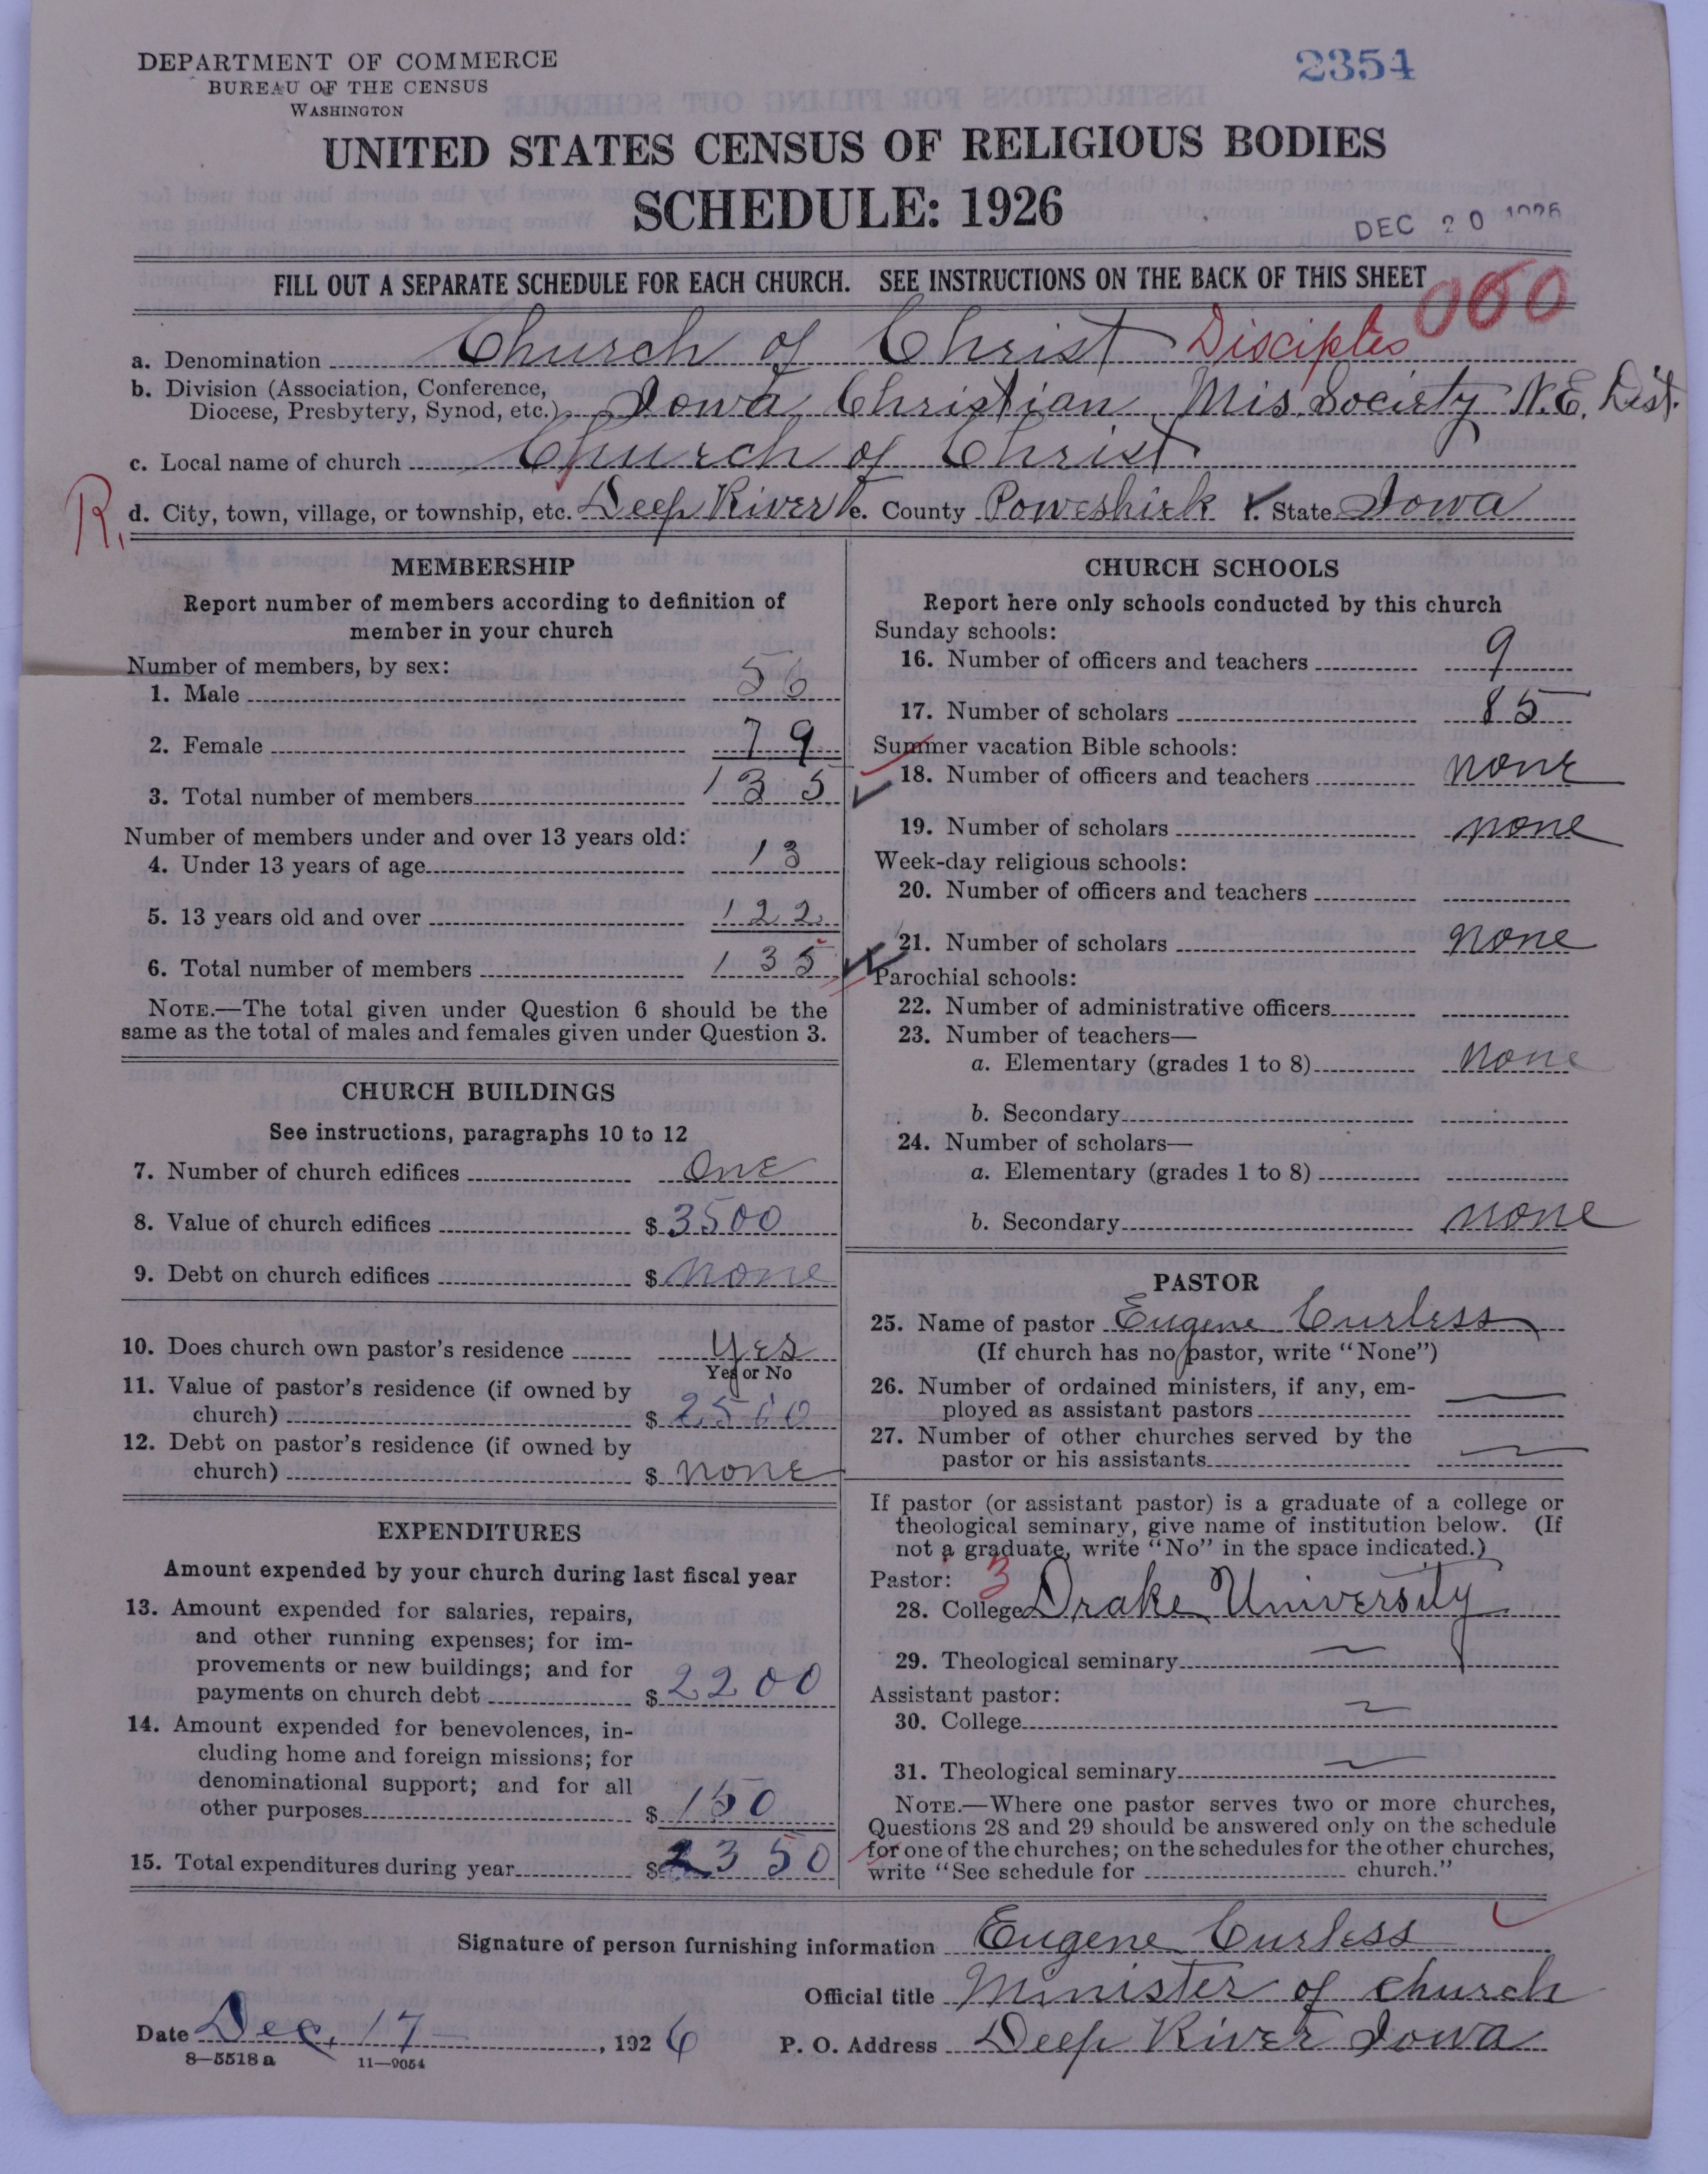 DEPARTMENT OF COMMERCE
BUREAU OF THE CENSUS
WASHINGTON
2354
UNITED STATES CENSUS OF RELIGIOUS BODIES
SCHEDULE: 1926
DEC 20 1926
FILL OUT A SEPARATE SCHEDULE FOR EACH CHURCH. SEE INSTRUCTIONS ON THE BACK OF THIS SHEET
060
a. Denomination Church of Christ Disciples
b. Division (Association, Conference,
Diocese, Presbytery, Synod, etc.) Iowa Christian Mis. Society N.E. Dist.
c. Local name of church Church of Christ
R. d. City, town, village, or township, etc. Deep River e. County Poweshiek f. State Iowa
MEMBERSHIP
Report number of members according to definition of
member in your church
Number of members, by sex:
1. Male 56
2. Female 79
3. Total number of members 135
Number of members under and over 13 years old:
4. Under 13 years of age 13
5. 13 years old and over 122
6. Total number of members 135
NOTE.—The total given under Question 6 should be the
same as the total of males and females given under Question 3.
CHURCH BUILDINGS
See instructions, paragraphs 10 to 12
7. Number of church edifices One
8. Value of church edifices $ 3500
9. Debt on church edifices $ none
10. Does church own pastor's residence Yes
Yes or No
11. Value of pastor's residence (if owned by
church) $ 2500
12. Debt on pastor's residence (if owned by
church) $ none
EXPENDITURES
Amount expended by your church during last fiscal year
13. Amount expended for salaries, repairs,
and other running expenses; for im-
provements or new buildings; and for
payments on church debt $ 2200
14. Amount expended for benevolences, in-
cluding home and foreign missions; for
denominational support; and for all
other purposes $ 150
15. Total expenditures during year $ 2350
CHURCH SCHOOLS
Report here only schools conducted by this church
Sunday schools:
16. Number of officers and teachers 9
17. Number of scholars 85
Summer vacation Bible schools:
18. Number of officers and teachers none
19. Number of scholars none
Week-day religious schools:
20. Number of officers and teachers
21. Number of scholars none
Parochial schools:
22. Number of administrative officers
23. Number of teachers—
a. Elementary (grades 1 to 8) none
b. Secondary
24. Number of scholars—
a. Elementary (grades 1 to 8)
b. Secondary none
PASTOR
25. Name of pastor Eugene Curless
(If church has no pastor, write "None")
26. Number of ordained ministers, if any, em-
ployed as assistant pastors
27. Number of other churches served by the
pastor or his assistants
If pastor (or assistant pastor) is a graduate of a college or
theological seminary, give name of institution below. (If
not a graduate, write "No" in the space indicated.)
Pastor: 3
28. College Drake University
29. Theological seminary
Assistant pastor:
30. College
31. Theological seminary
NOTE.—Where one pastor serves two or more churches,
Questions 28 and 29 should be answered only on the schedule
for one of the churches; on the schedules for the other churches,
write "See schedule for church."
Signature of person furnishing information Eugene Curless
Official title Minister of church
Date Dec. 17 , 1926 P. O. Address Deep River Iowa
8—5518a 11—9054